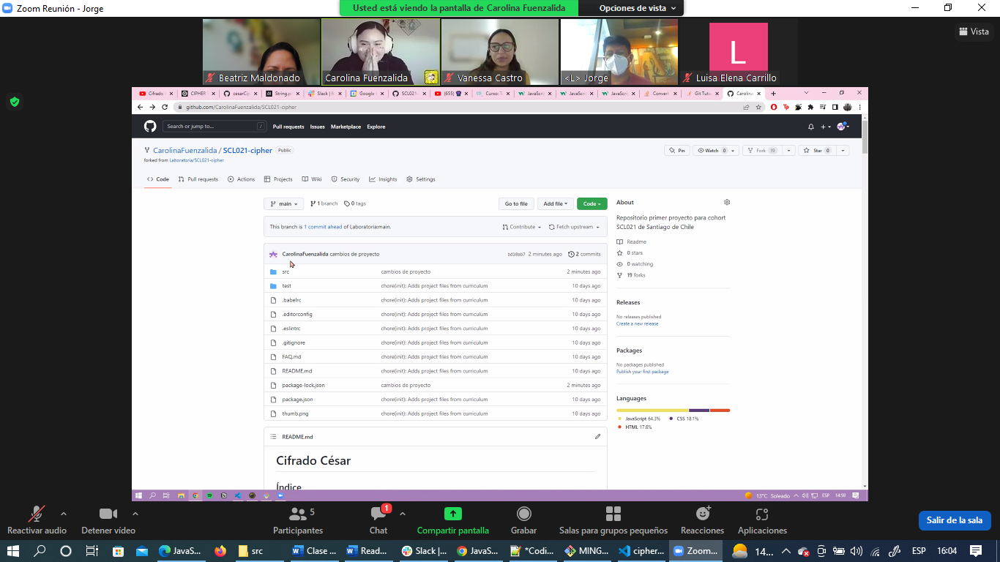 Zoom Reunión - Jorge
Usted está viendo la pantalla de Carolina Fuenzalida
Opciones de vista
Vista
Beatriz Maldonado
Carolina Fuenzalida
Vanessa Castro
<L> Jorge
L
Luisa Elena Carrillo
Cifrado
CIPHER
cesarCip
String.p
Slack |
Google
SCL021-
(655)
Curso: T
JavaScri
JavaSc
JavaScr
Convert
Git Tuto
Carolin
github.com/CarolinaFuenzalida/SCL021-cipher
Search or jump to...
/
Pull requests
Issues
Marketplace
Explore
CarolinaFuenzalida / SCL021-cipher Public
Pin
Watch 0
Fork 19
Star 0
forked from Laboratoria/SCL021-cipher
Code
Pull requests
Actions
Projects
Wiki
Security
Insights
Settings
main
1 branch
0 tags
Go to file
Add file
Code
This branch is 1 commit ahead of Laboratoria:main.
Contribute
Fetch upstream
CarolinaFuenzalida cambios de proyecto
bd18ab7 2 minutes ago
2 commits
src cambios de proyecto 2 minutes ago
test chore(init): Adds project files from curriculum 10 days ago
.babelrc chore(init): Adds project files from curriculum 10 days ago
.editorconfig chore(init): Adds project files from curriculum 10 days ago
.eslintrc chore(init): Adds project files from curriculum 10 days ago
.gitignore chore(init): Adds project files from curriculum 10 days ago
FAQ.md chore(init): Adds project files from curriculum 10 days ago
README.md chore(init): Adds project files from curriculum 10 days ago
package-lock.json cambios de proyecto 2 minutes ago
package.json chore(init): Adds project files from curriculum 10 days ago
thumb.png chore(init): Adds project files from curriculum 10 days ago
README.md
Cifrado César
Índice
About
Repositorio primer proyecto para cohort
SCL021 de Santiago de Chile
Readme
0 stars
0 watching
19 forks
Releases
No releases published
Create a new release
Packages
No packages published
Publish your first package
Languages
JavaScript 64.3%
CSS 18.1%
HTML 17.6%
13°C Soleado
ESP
14:59
Reactivar audio
Detener vídeo
5
Participantes
1
Chat
Compartir pantalla
Grabar
Salas para grupos pequeños
Reacciones
Aplicaciones
Salir de la sala
JavaS...
src
Clase ...
Read...
Slack |...
JavaS...
*Codi...
MING...
cipher...
Zoom...
14...
ESP
16:04